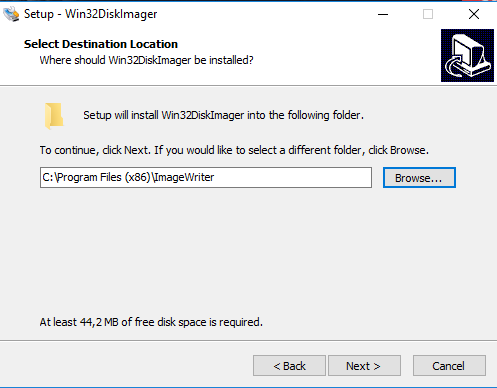 Setup - Win32DiskImager
Select Destination Location
Where should Win32DiskImager be installed?
Setup will install Win32DiskImager into the following folder.
To continue, click Next. If you would like to select a different folder, click Browse.
C:\Program Files (x86)\ImageWriter
Browse...
At least 44,2 MB of free disk space is required.
< Back
Next >
Cancel